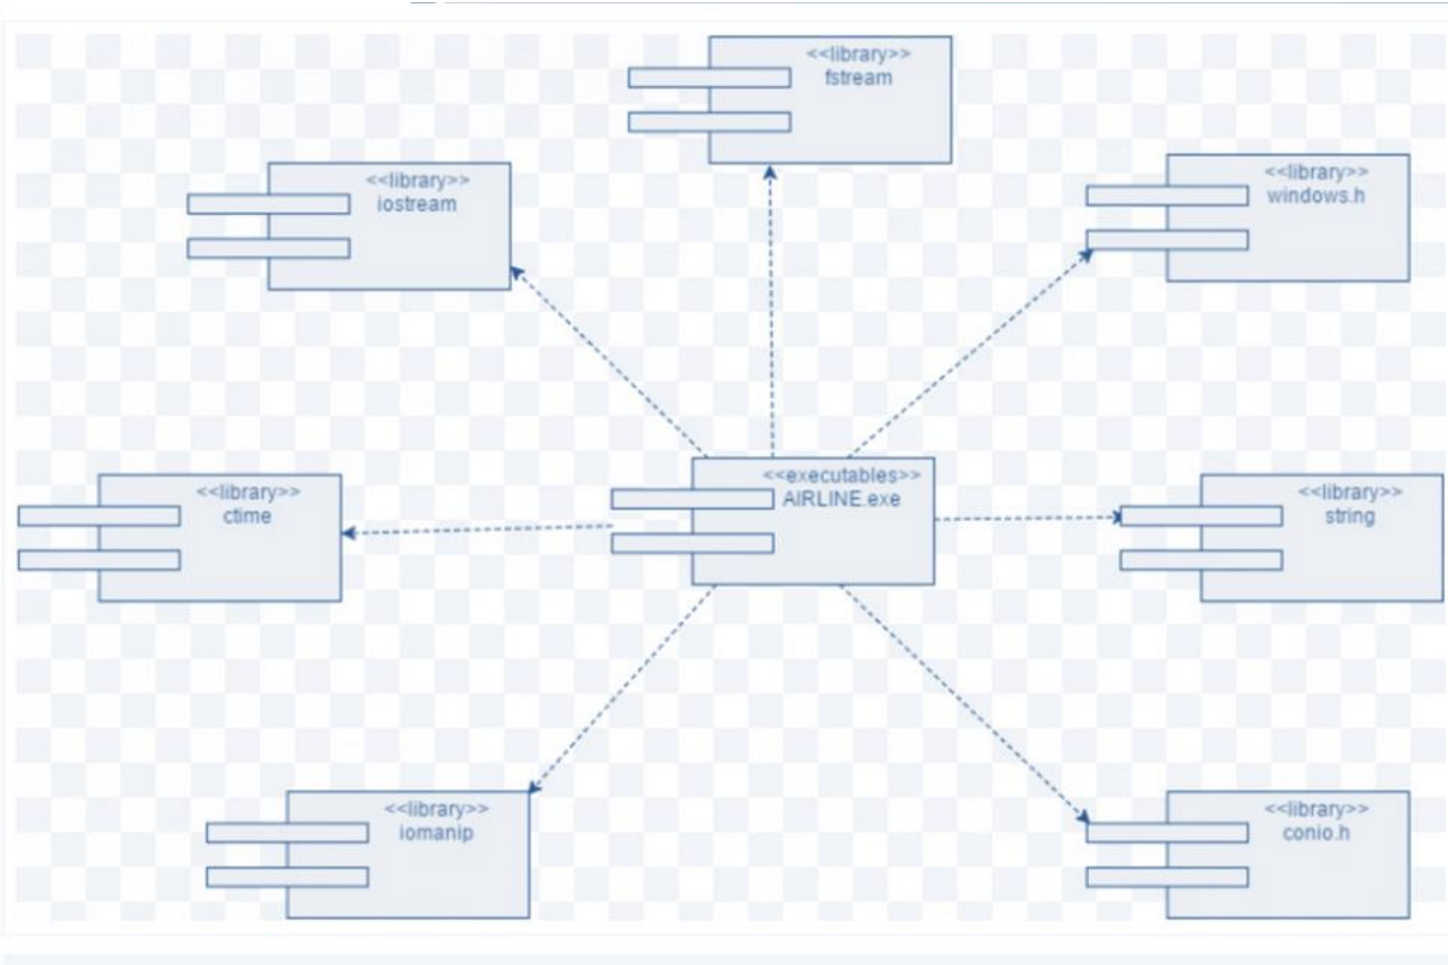 <<library>>
fstream
<<library>>
iostream
<<library>>
windows.h
<<executables>>
AIRLINE.exe
<<library>>
ctime
<<library>>
string
<<library>>
iomanip
<<library>>
conio.h